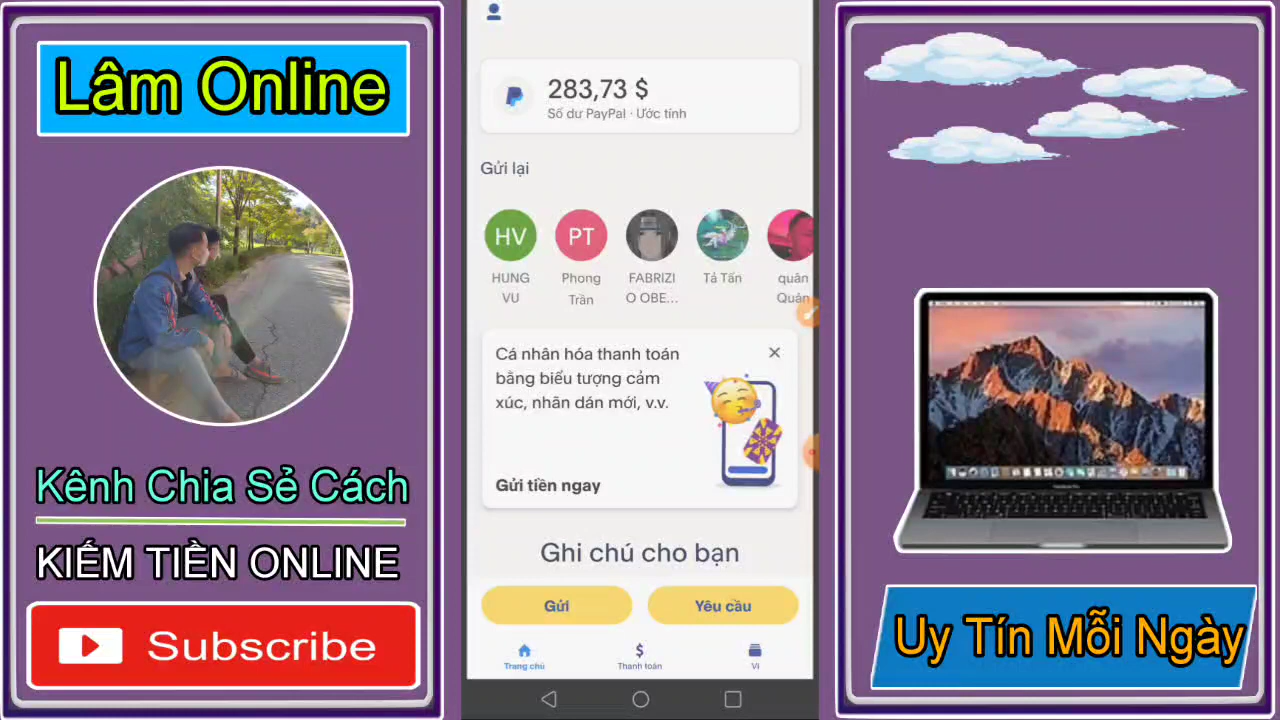 Lâm Online
Kênh Chia Sẻ Cách
KIẾM TIỀN ONLINE
Subscribe
283,73 $
Số dư PayPal · Ước tính
Gửi lại
HV
PT
HUNG
VU
Phong
Trần
FABRIZI
O OBE...
Tả Tấn
quân
Quản
Cá nhân hóa thanh toán
bằng biểu tượng cảm
xúc, nhãn dán mới, v.v.
Gửi tiền ngay
Ghi chú cho bạn
Gửi
Yêu cầu
Trang chủ
Thanh toán
Ví
Uy Tín Mỗi Ngày